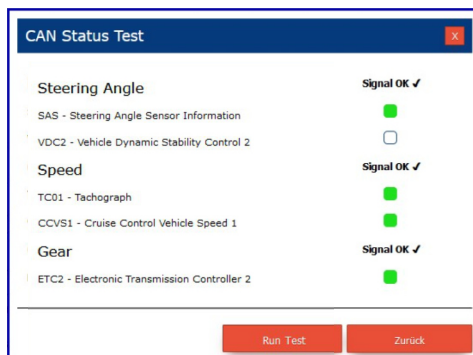 CAN Status Test X
Steering Angle Signal OK ✓
SAS - Steering Angle Sensor Information
VDC2 - Vehicle Dynamic Stability Control 2
Speed Signal OK ✓
TC01 - Tachograph
CCVS1 - Cruise Control Vehicle Speed 1
Gear Signal OK ✓
ETC2 - Electronic Transmission Controller 2
Run Test Zurück